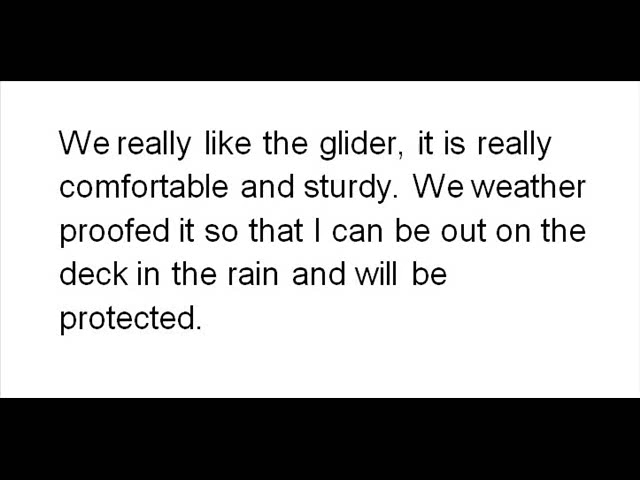 We really like the glider, it is really
comfortable and sturdy. We weather
proofed it so that I can be out on the
deck in the rain and will be
protected.